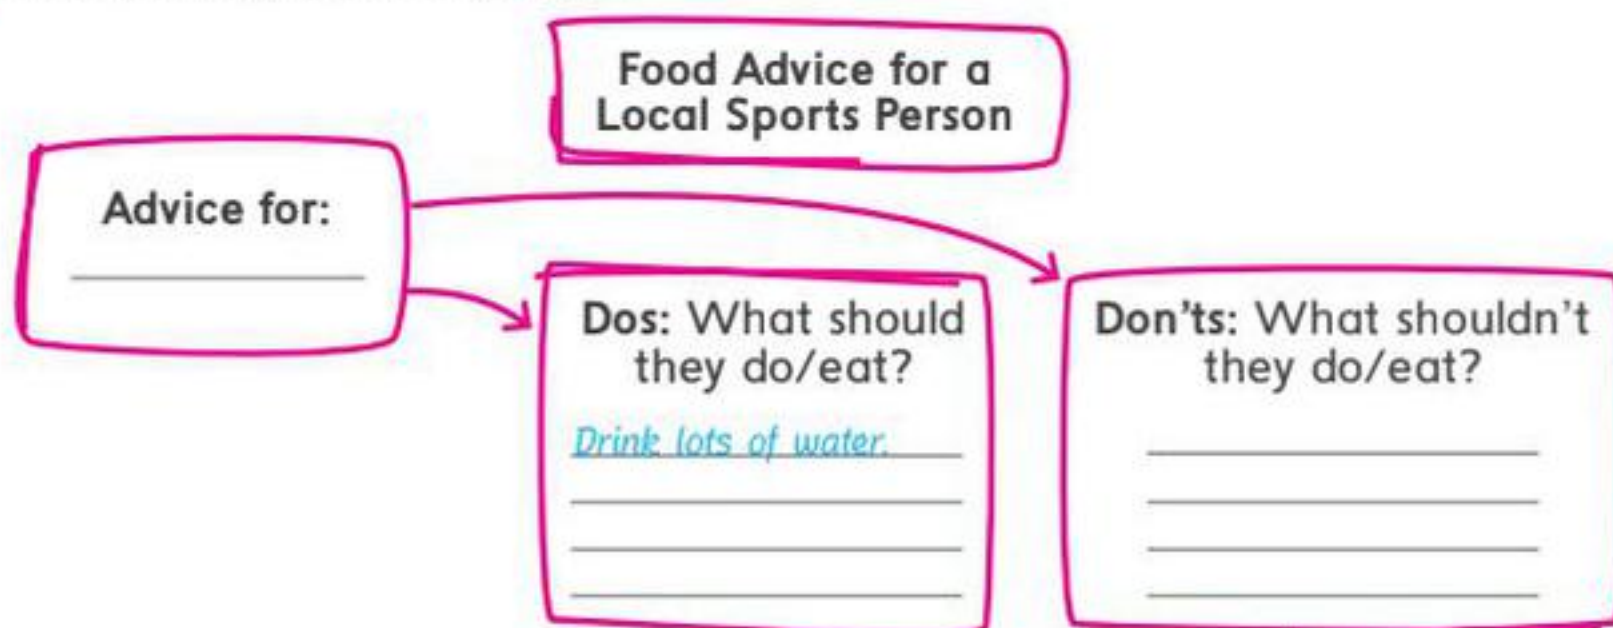 Food Advice for a
Local Sports Person
Advice for:
Dos: What should
they do/eat?
Drink lots of water.
Don'ts: What shouldn't
they do/eat?